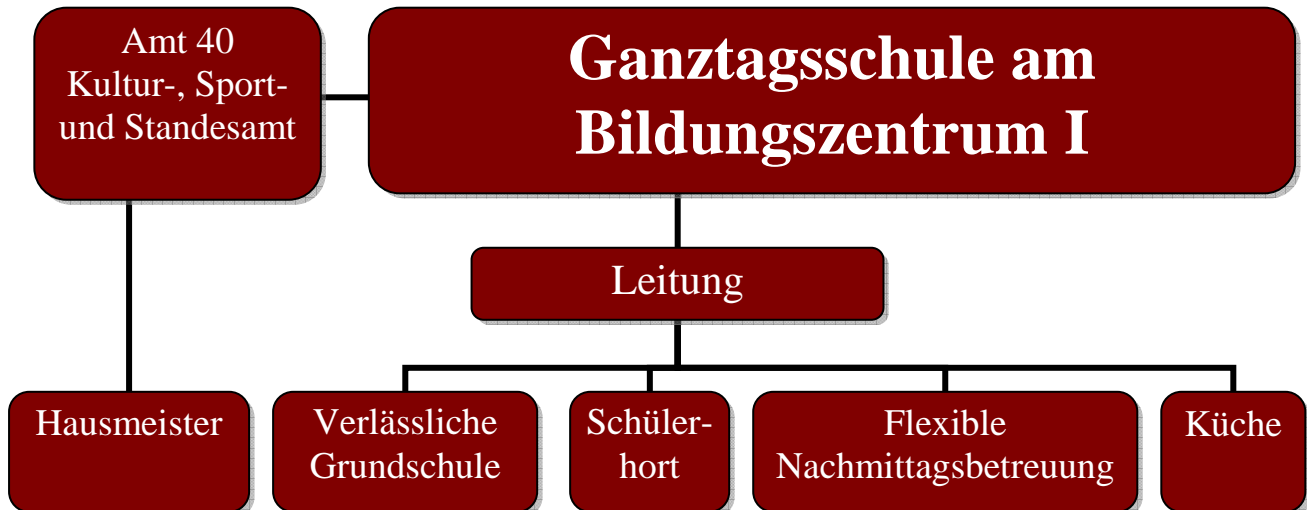 Amt 40
Kultur-, Sport-
und Standesamt
Ganztagsschule am
Bildungszentrum I
Leitung
Hausmeister
Verlässliche
Grundschule
Schüler-
hort
Flexible
Nachmittagsbetreuung
Küche